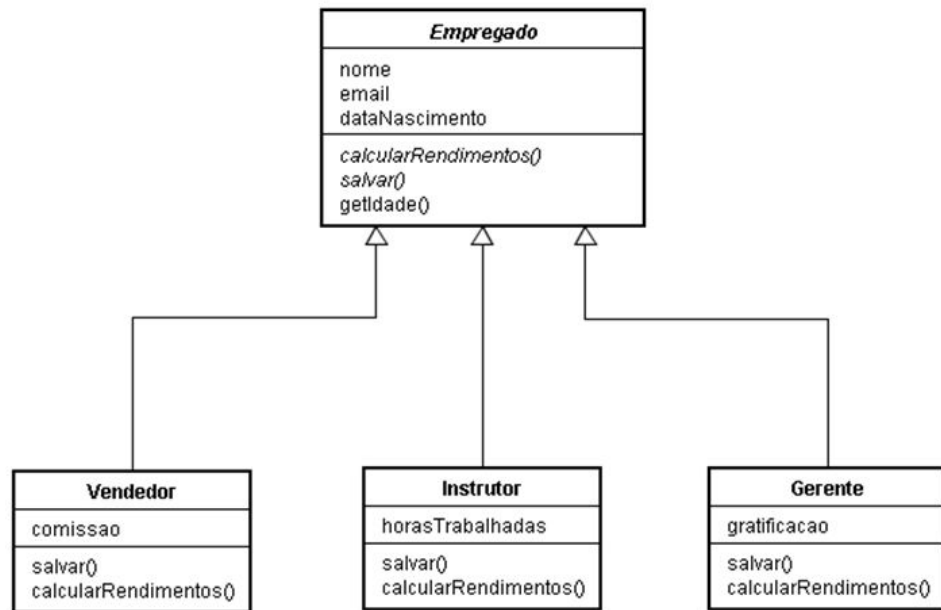 Empregado
nome
email
dataNascimento
calcularRendimentos()
salvar()
getIdade()
Vendedor
comissao
salvar()
calcularRendimentos()
Instrutor
horasTrabalhadas
salvar()
calcularRendimentos()
Gerente
gratificacao
salvar()
calcularRendimentos()